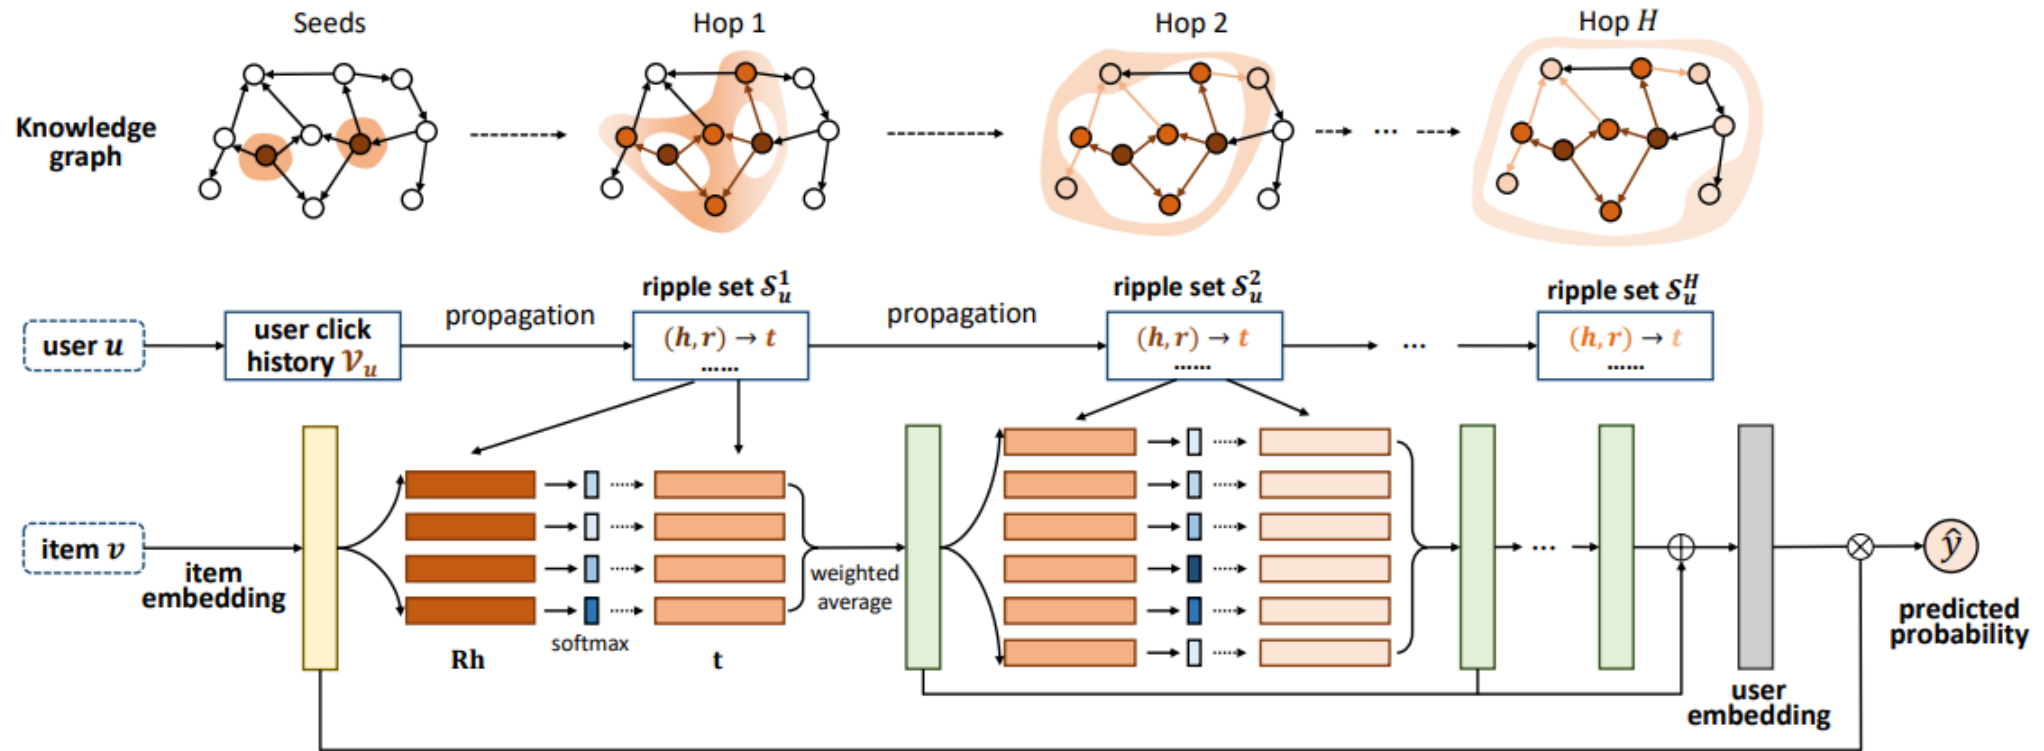 Seeds
Hop 1
Hop 2
Hop H
Knowledge
graph
...
ripple set S_u^1
ripple set S_u^2
ripple set S_u^H
user u
user click
history V_u
propagation
(h, r) → t
......
propagation
(h, r) → t
......
...
(h, r) → t
......
item v
item
embedding
Rh
softmax
t
weighted
average
...
user
embedding
ŷ
predicted
probability